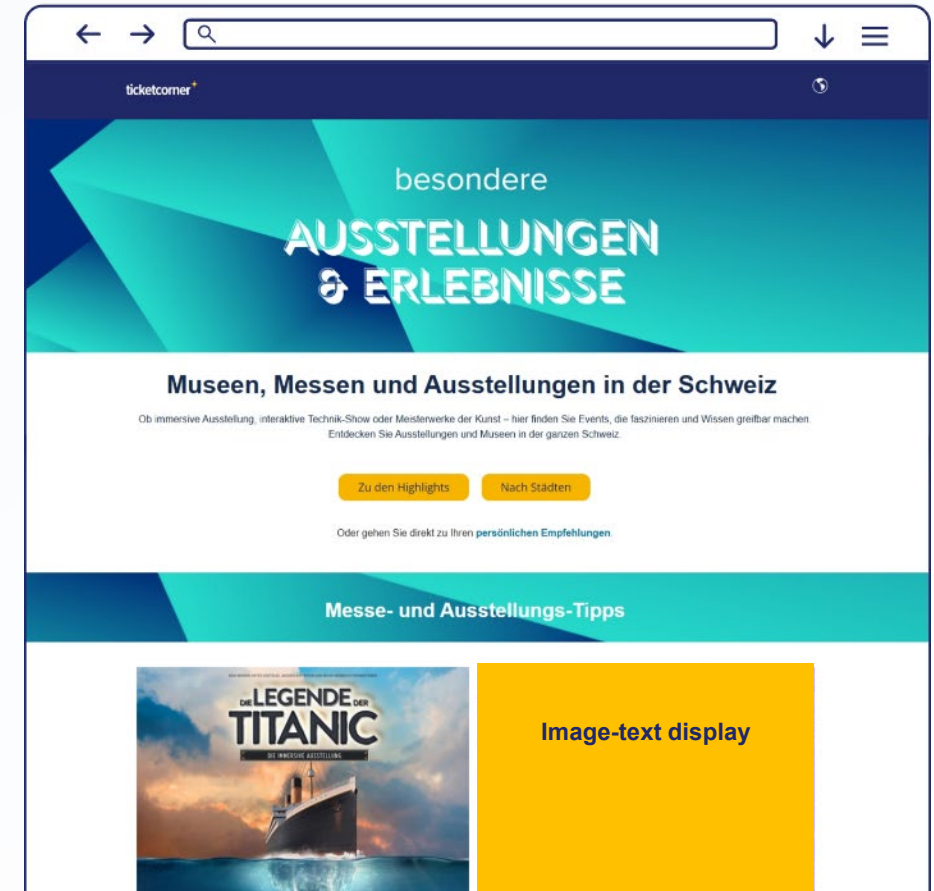 ticketcorner
besondere
AUSSTELLUNGEN
& ERLEBNISSE
Museen, Messen und Ausstellungen in der Schweiz
Ob immersive Ausstellung, interaktive Technik-Show oder Meisterwerke der Kunst – hier finden Sie Events, die faszinieren und Wissen greifbar machen.
Entdecken Sie Ausstellungen und Museen in der ganzen Schweiz.
Zu den Highlights
Nach Städten
Oder gehen Sie direkt zu Ihren persönlichen Empfehlungen.
Messe- und Ausstellungs-Tipps
DIE LEGENDE DER
TITANIC
DIE IMMERSIVE AUSSTELLUNG
Image-text display